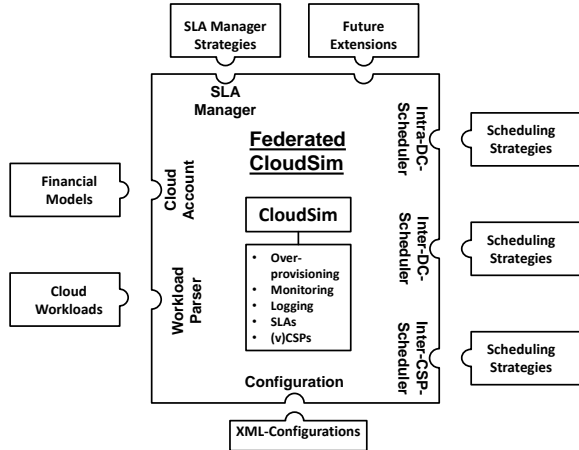 SLA Manager
Strategies
Future
Extensions
SLA
Manager
Federated
CloudSim
Intra-DC-
Scheduler
Scheduling
Strategies
Financial
Models
Cloud
Account
CloudSim
• Over-
provisioning
• Monitoring
• Logging
• SLAs
• (v)CSPs
Inter-DC-
Scheduler
Scheduling
Strategies
Cloud
Workloads
Workload
Parser
Inter-CSP-
Scheduler
Scheduling
Strategies
Configuration
XML-Configurations